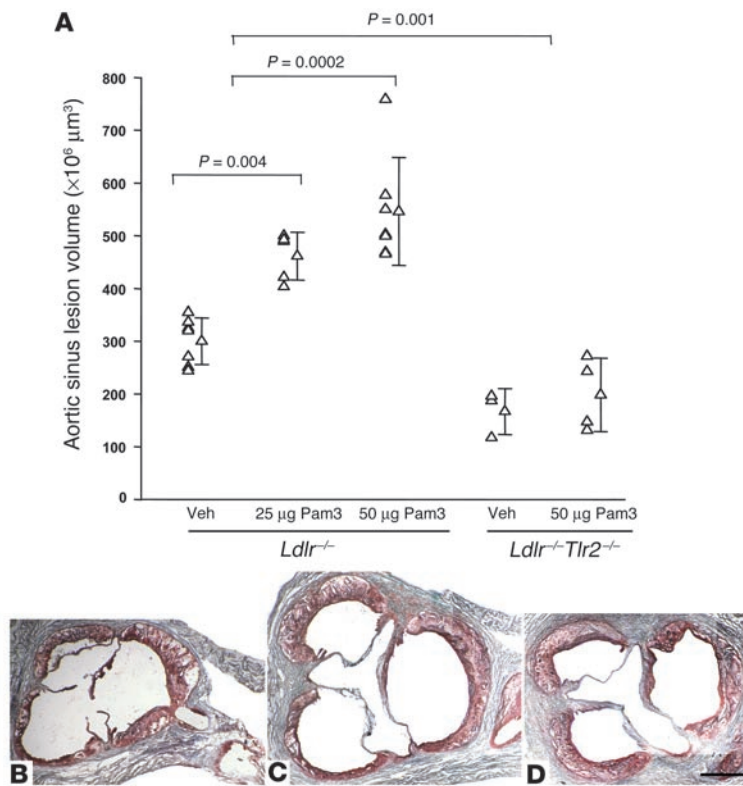 A
P = 0.001
P = 0.0002
P = 0.004
Aortic sinus lesion volume (×10⁶ μm³)
800
700
600
500
400
300
200
100
0
Veh 25 μg Pam3 50 μg Pam3 Veh 50 μg Pam3
Ldlr⁻/⁻ Ldlr⁻/⁻Tlr2⁻/⁻
B C D